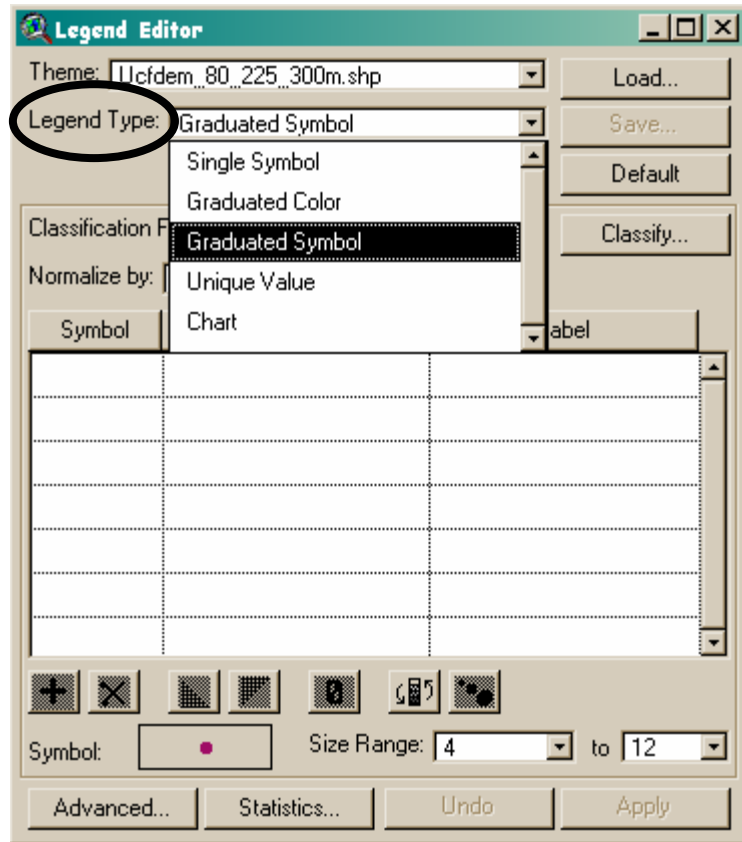 Legend Editor
Theme: Ucfdem_80_225_300m.shp
Load...
Legend Type: Graduated Symbol
Save...
Single Symbol
Default
Graduated Color
Classification F
Graduated Symbol
Classify...
Normalize by:
Unique Value
Chart
Symbol
abel
Symbol:
Size Range: 4 to 12
Advanced... Statistics... Undo Apply